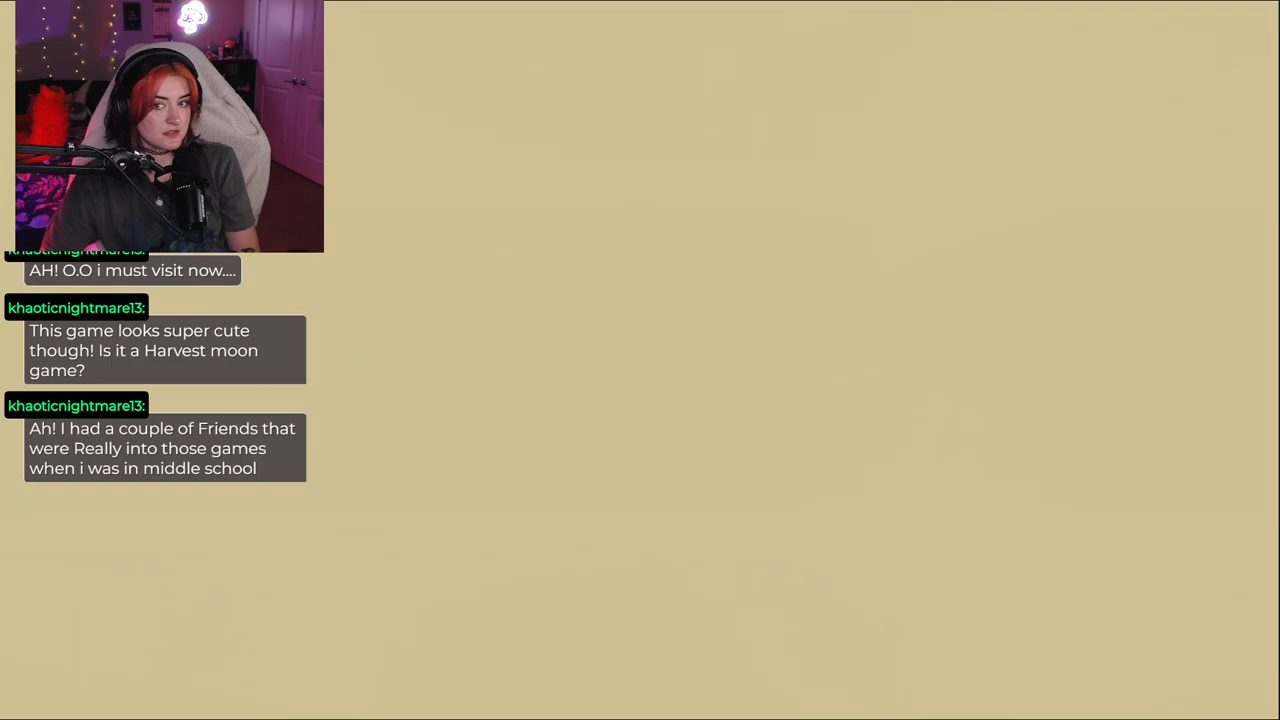 khaoticnightmare13:
AH! O.O i must visit now....
khaoticnightmare13:
This game looks super cute
though! Is it a Harvest moon
game?
khaoticnightmare13:
Ah! I had a couple of Friends that
were Really into those games
when i was in middle school